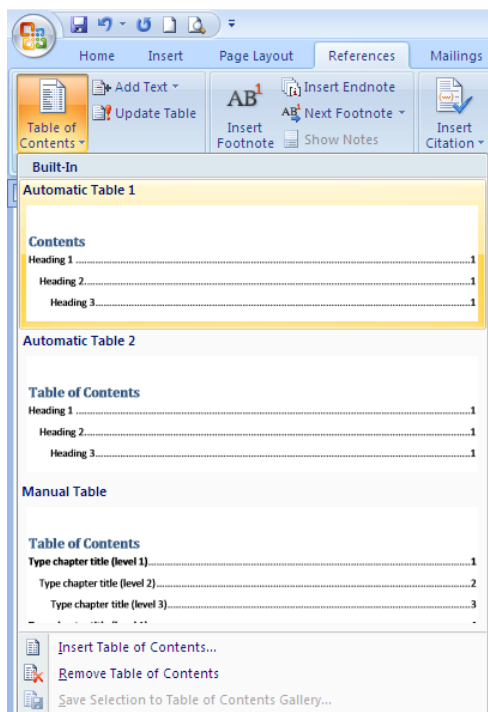 Home Insert Page Layout References Mailings
Add Text Insert Endnote
Update Table AB¹ AB¹ Next Footnote
Table of Contents Insert Footnote Show Notes Insert Citation
Built-In
Automatic Table 1
Contents
Heading 1 ........ 1
Heading 2 ........ 1
Heading 3 ........ 1
Automatic Table 2
Table of Contents
Heading 1 ........ 1
Heading 2 ........ 1
Heading 3 ........ 1
Manual Table
Table of Contents
Type chapter title (level 1) ........ 1
Type chapter title (level 2) ........ 2
Type chapter title (level 3) ........ 3
Insert Table of Contents...
Remove Table of Contents
Save Selection to Table of Contents Gallery...